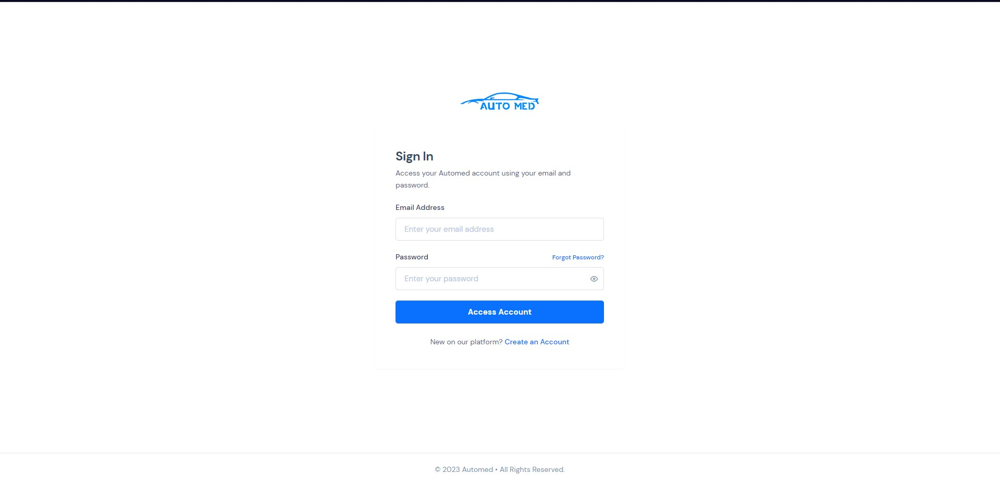 AUTO MED
Sign In
Access your Automed account using your email and
password.
Email Address
Enter your email address
Password
Forgot Password?
Enter your password
Access Account
New on our platform? Create an Account
© 2023 Automed • All Rights Reserved.